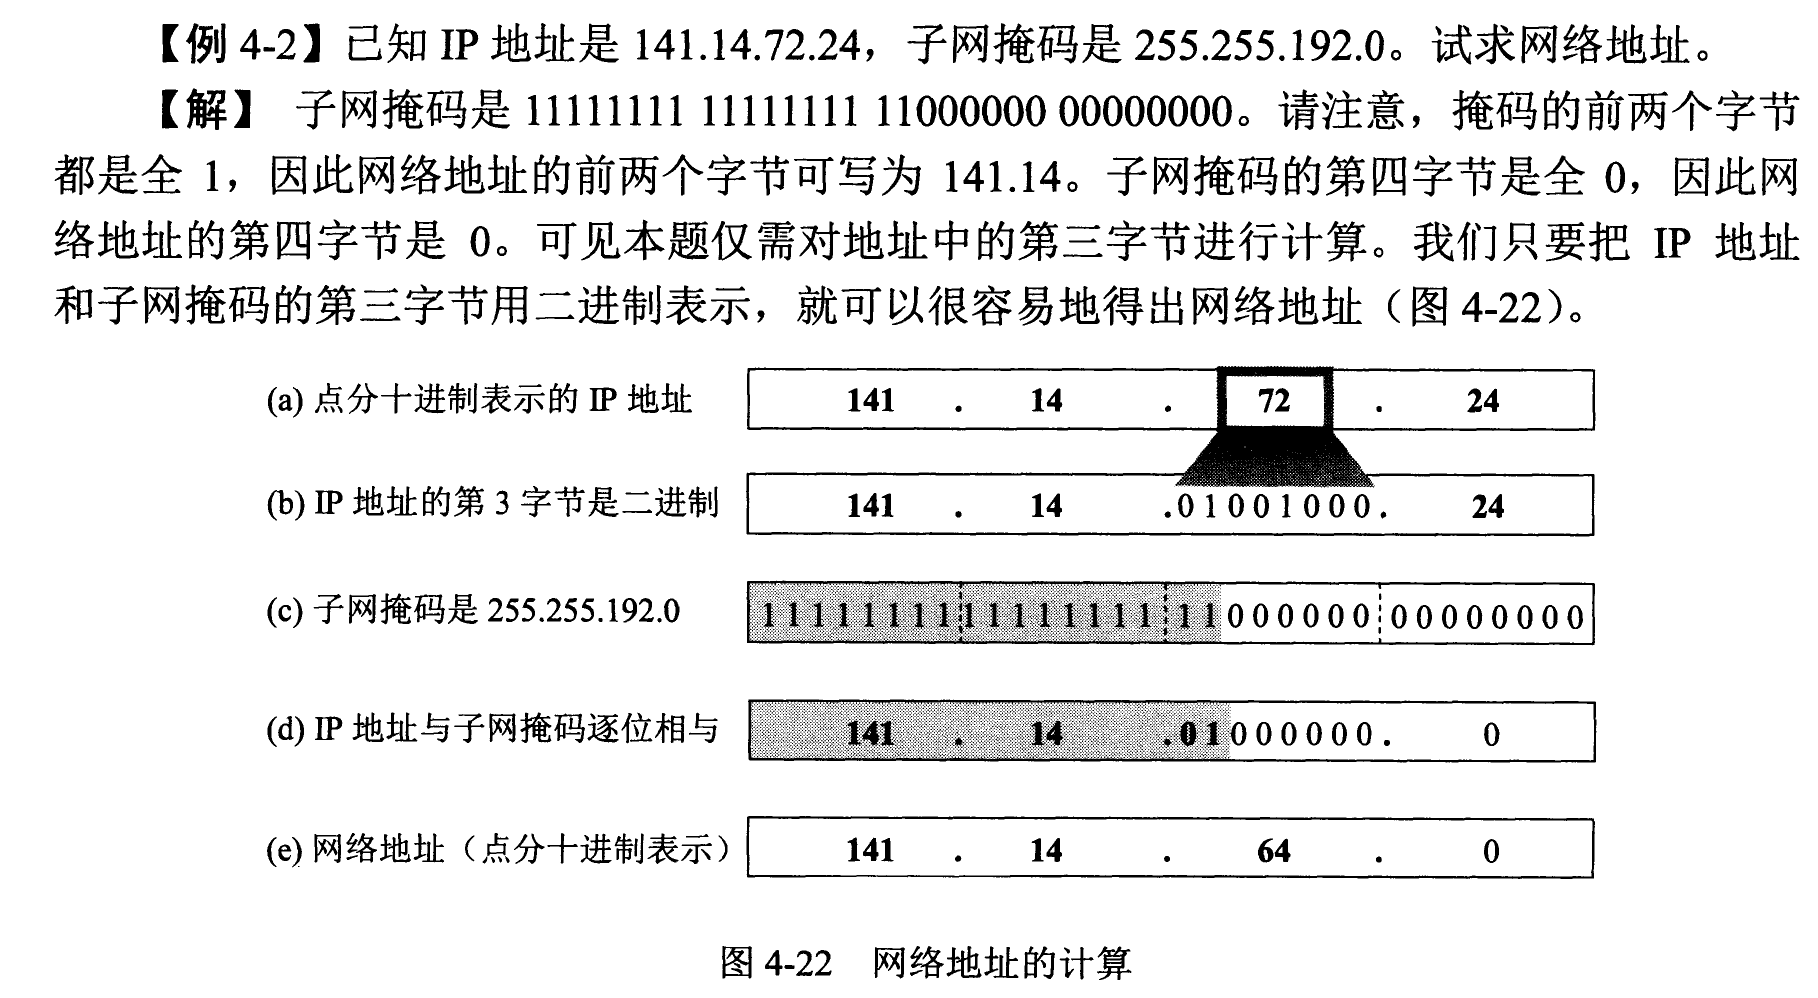 【例 4-2】已知 IP 地址是 141.14.72.24，子网掩码是 255.255.192.0。试求网络地址。
【解】 子网掩码是 11111111 11111111 11000000 00000000。请注意，掩码的前两个字节
都是全 1，因此网络地址的前两个字节可写为 141.14。子网掩码的第四字节是全 0，因此网
络地址的第四字节是 0。可见本题仅需对地址中的第三字节进行计算。我们只要把 IP 地址
和子网掩码的第三字节用二进制表示，就可以很容易地得出网络地址（图 4-22）。
(a) 点分十进制表示的 IP 地址 141 . 14 . 72 . 24
(b) IP 地址的第 3 字节是二进制 141 . 14 .01001000. 24
(c) 子网掩码是 255.255.192.0 11111111 11111111 11000000 00000000
(d) IP 地址与子网掩码逐位相与 141 . 14 .01000000. 0
(e) 网络地址（点分十进制表示） 141 . 14 . 64 . 0
图 4-22 网络地址的计算